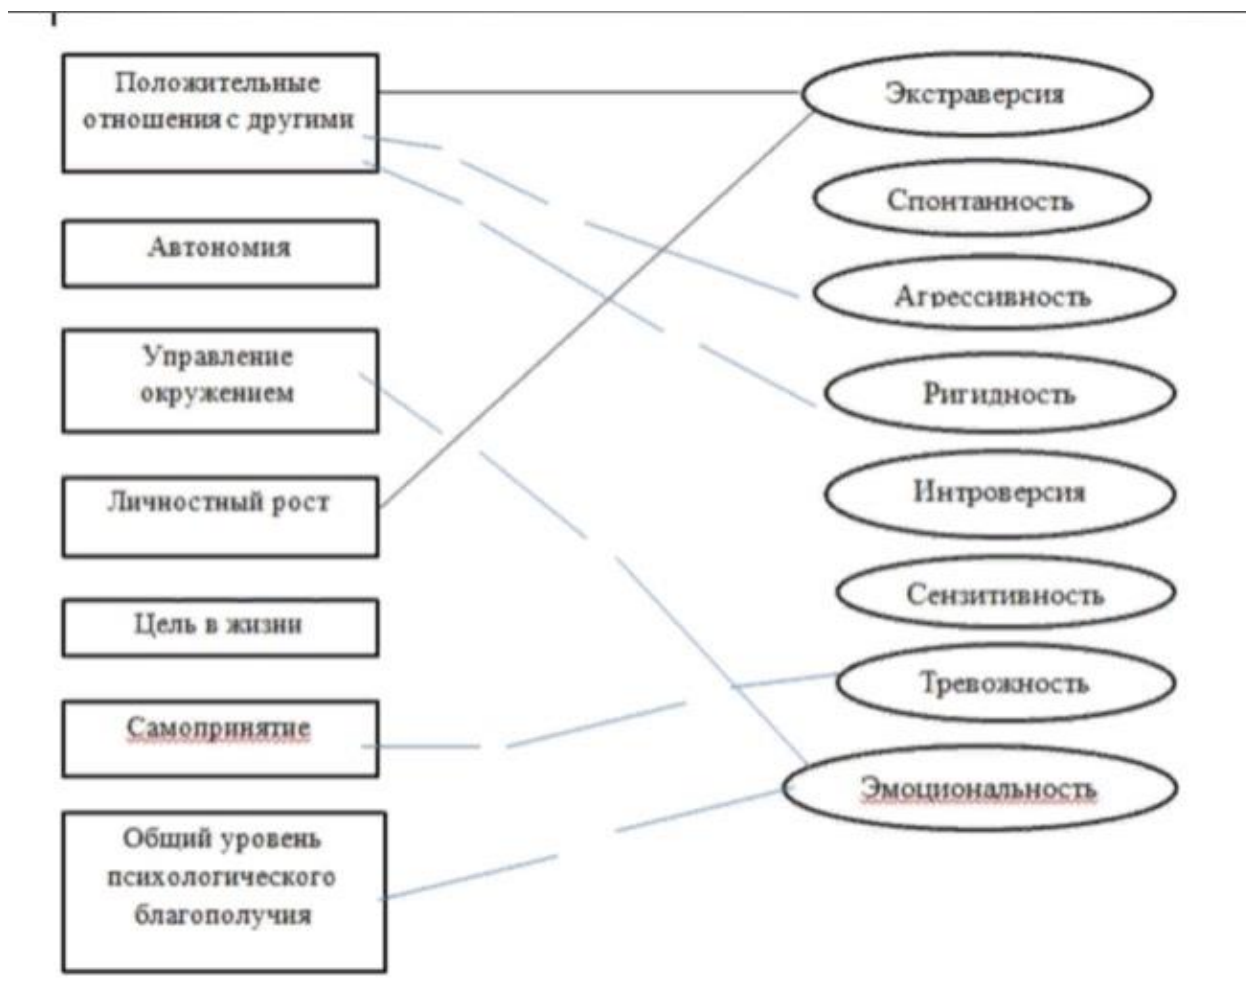 Положительные
отношения с другими
Автономия
Управление
окружением
Личностный рост
Цель в жизни
Самопринятие
Общий уровень
психологического
благополучия
Экстраверсия
Спонтанность
Агрессивность
Ригидность
Интроверсия
Сензитивность
Тревожность
Эмоциональность